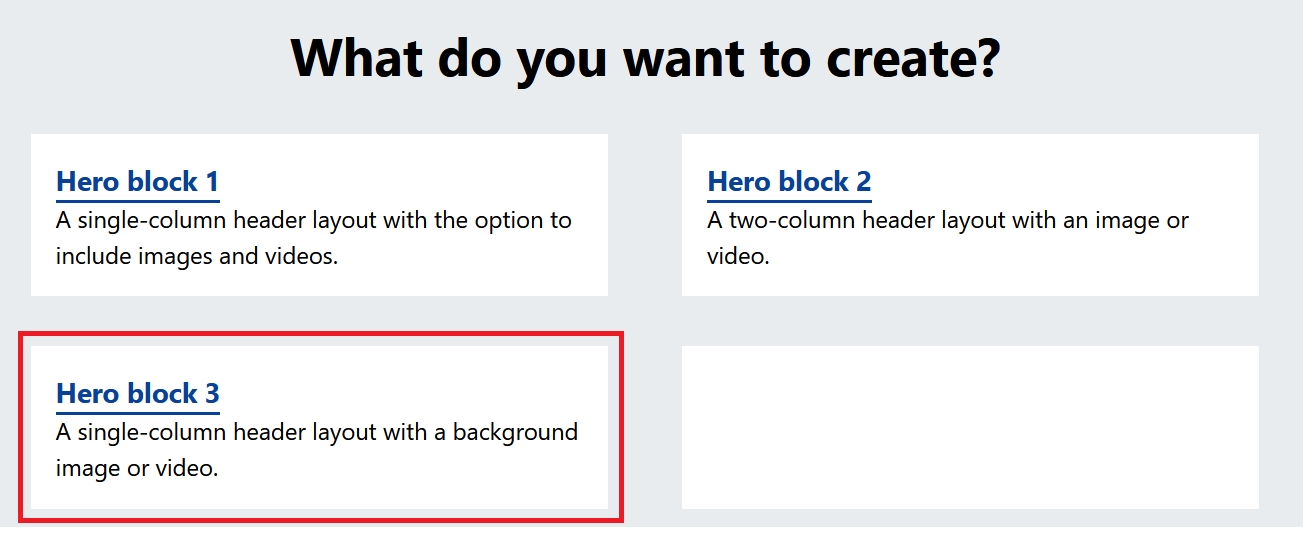 What do you want to create?
Hero block 1
A single-column header layout with the option to
include images and videos.
Hero block 2
A two-column header layout with an image or
video.
Hero block 3
A single-column header layout with a background
image or video.